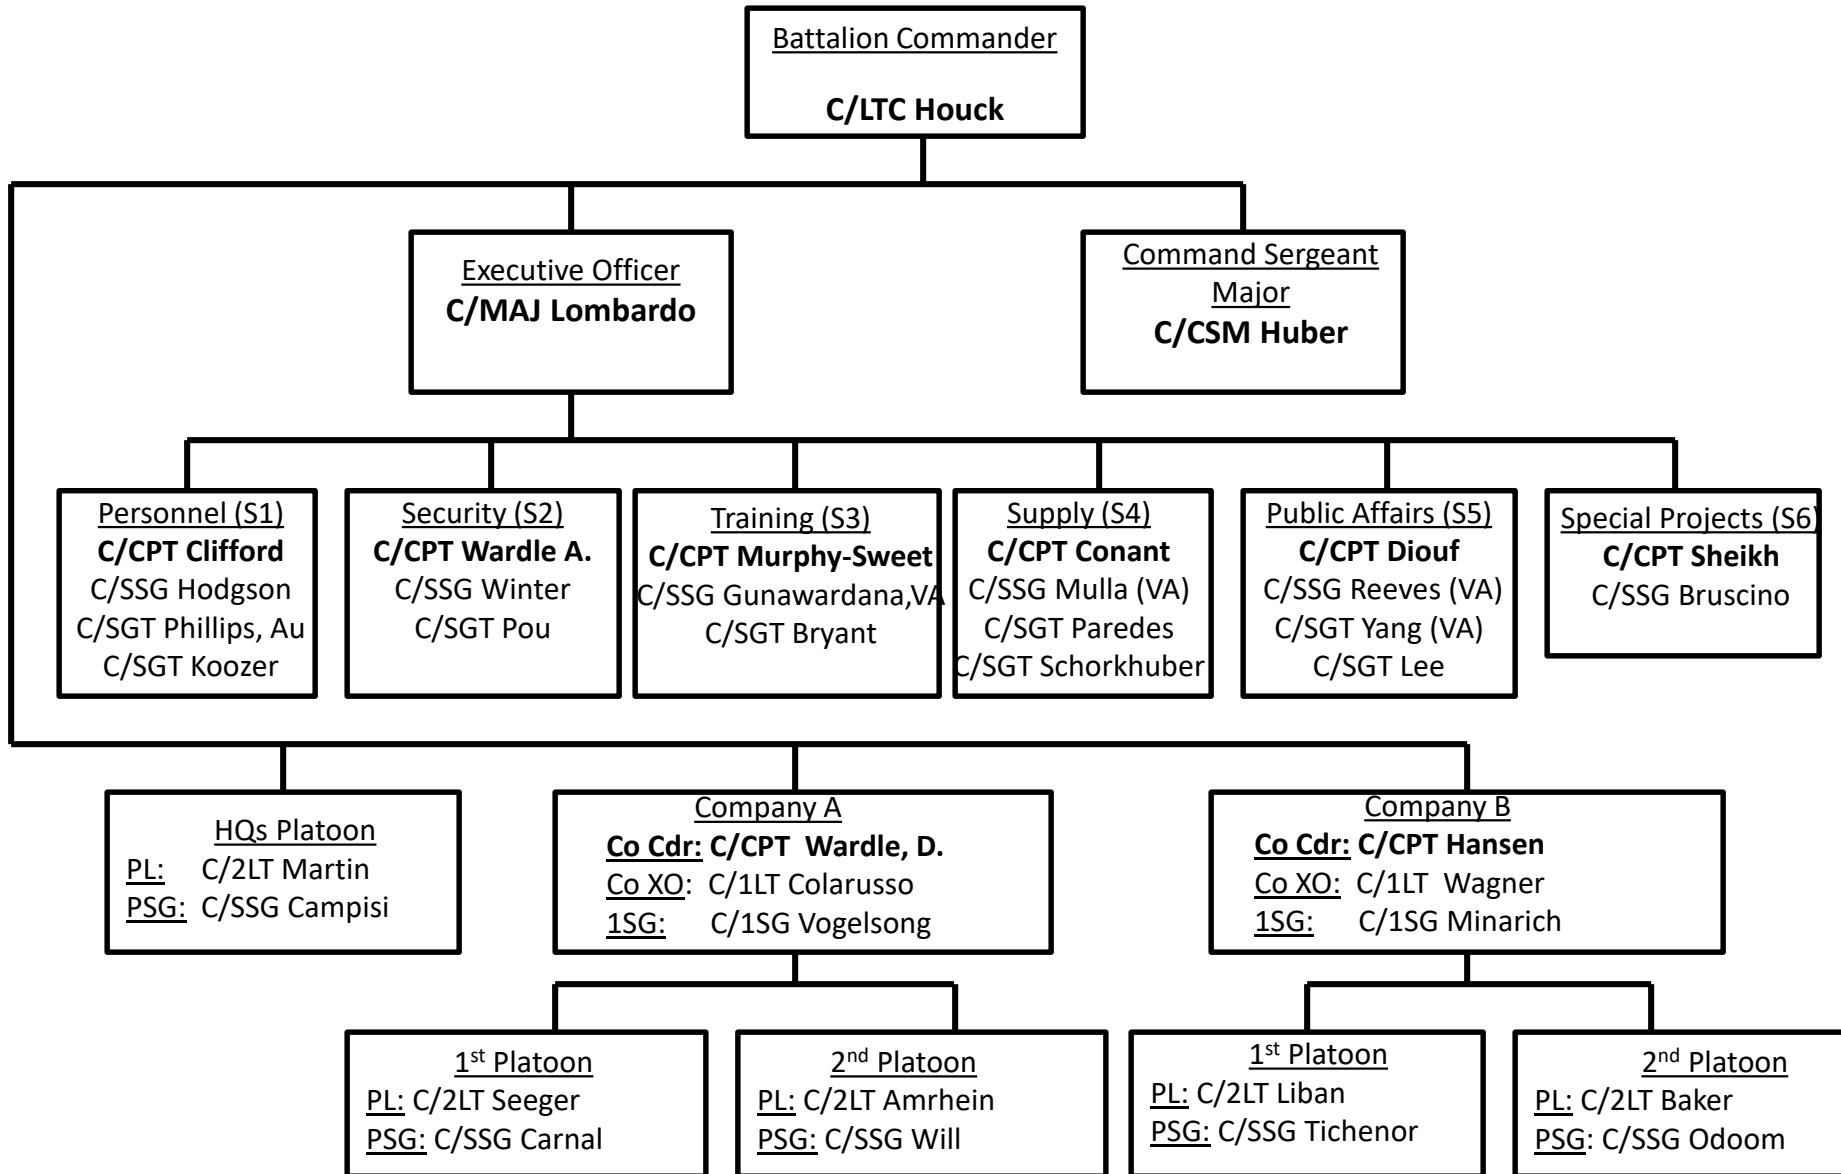 Battalion Commander
C/LTC Houck
Executive Officer
C/MAJ Lombardo
Command Sergeant
Major
C/CSM Huber
Personnel (S1)
C/CPT Clifford
C/SSG Hodgson
C/SGT Phillips, Au
C/SGT Koozer
Security (S2)
C/CPT Wardle A.
C/SSG Winter
C/SGT Pou
Training (S3)
C/CPT Murphy-Sweet
C/SSG Gunawardana,VA
C/SGT Bryant
Supply (S4)
C/CPT Conant
C/SSG Mulla (VA)
C/SGT Paredes
C/SGT Schorkhuber
Public Affairs (S5)
C/CPT Diouf
C/SSG Reeves (VA)
C/SGT Yang (VA)
C/SGT Lee
Special Projects (S6)
C/CPT Sheikh
C/SSG Bruscino
HQs Platoon
PL: C/2LT Martin
PSG: C/SSG Campisi
Company A
Co Cdr: C/CPT Wardle, D.
Co XO: C/1LT Colarusso
1SG: C/1SG Vogelsong
Company B
Co Cdr: C/CPT Hansen
Co XO: C/1LT Wagner
1SG: C/1SG Minarich
1st Platoon
PL: C/2LT Seeger
PSG: C/SSG Carnal
2nd Platoon
PL: C/2LT Amrhein
PSG: C/SSG Will
1st Platoon
PL: C/2LT Liban
PSG: C/SSG Tichenor
2nd Platoon
PL: C/2LT Baker
PSG: C/SSG Odoom